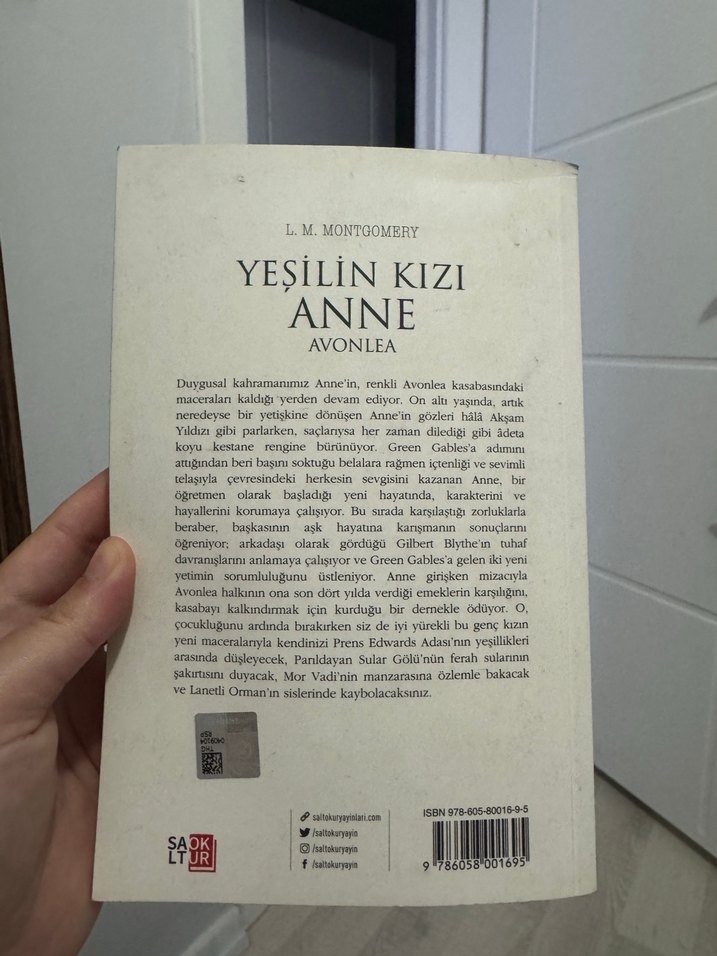 L. M. MONTGOMERY
YEŞİLİN KIZI
ANNE
AVONLEA
Duygusal kahramanımız Anne'in, renkli Avonlea kasabasındaki
maceraları kaldığı yerden devam ediyor. On altı yaşında, artık
neredeyse bir yetişkine dönüşen Anne'in gözleri hâlâ Akşam
Yıldızı gibi parlarken, saçlarıysa her zaman dilediği gibi âdeta
koyu kestane rengine bürünüyor. Green Gables'a adımını
attığından beri başını soktuğu belalara rağmen içtenliği ve sevimli
telaşıyla çevresindeki herkesin sevgisini kazanan Anne, bir
öğretmen olarak başladığı yeni hayatında, karakterini ve
hayallerini korumaya çalışıyor. Bu sırada karşılaştığı zorluklarla
beraber, başkasının aşk hayatına karışmanın sonuçlarını
öğreniyor; arkadaşı olarak gördüğü Gilbert Blythe'ın tuhaf
davranışlarını anlamaya çalışıyor ve Green Gables'a gelen iki yeni
yetimin sorumluluğunu üstleniyor. Anne girişken mizacıyla
Avonlea halkının ona son dört yılda verdiği emeklerin karşılığını,
kasabayı kalkındırmak için kurduğu bir dernekle ödüyor. O,
çocukluğunu ardında bırakırken siz de iyi yürekli bu genç kızın
yeni maceralarıyla kendinizi Prens Edwards Adası'nın yeşillikleri
arasında düşleyecek, Parıldayan Sular Gölü'nün ferah sularının
şakırtısını duyacak, Mor Vadi'nin manzarasına özlemle bakacak
ve Lanetli Orman'ın sislerinde kaybolacaksınız.
THG
0409104
RSP
SAOK
LTUR
saltokuryayinlari.com
/saltokuryayin
/saltokuryayin
/saltokuryayin
ISBN 978-605-80016-9-5
9 786058 001695